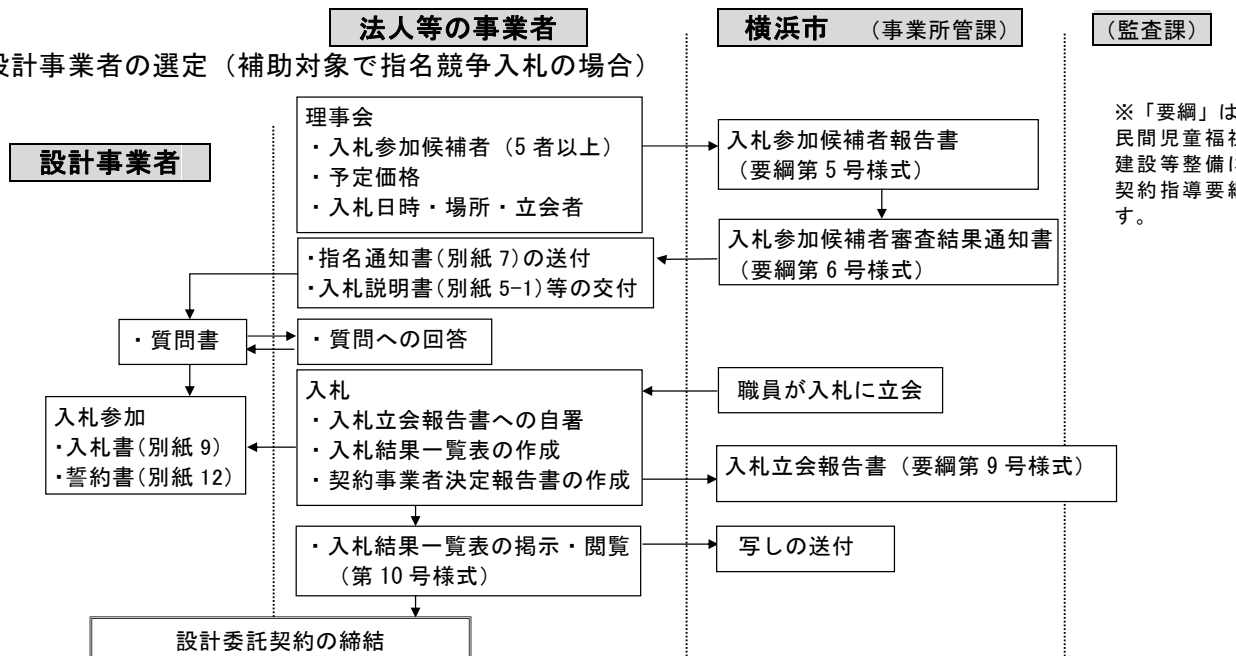 法人等の事業者
横浜市 （事業所管課）
（監査課）
設計事業者の選定（補助対象で指名競争入札の場合）
設計事業者
理事会
・入札参加候補者（5 者以上）
・予定価格
・入札日時・場所・立会者
入札参加候補者報告書
（要綱第 5 号様式）
※「要綱」は
民間児童福祉
建設等整備に
契約指導要綱
す。
入札参加候補者審査結果通知書
（要綱第 6 号様式）
・指名通知書(別紙 7)の送付
・入札説明書(別紙 5-1)等の交付
・質問書
・質問への回答
入札
・入札立会報告書への自署
・入札結果一覧表の作成
・契約事業者決定報告書の作成
職員が入札に立会
入札参加
・入札書(別紙 9)
・誓約書(別紙 12)
入札立会報告書（要綱第 9 号様式）
・入札結果一覧表の掲示・閲覧
（第 10 号様式）
写しの送付
設計委託契約の締結